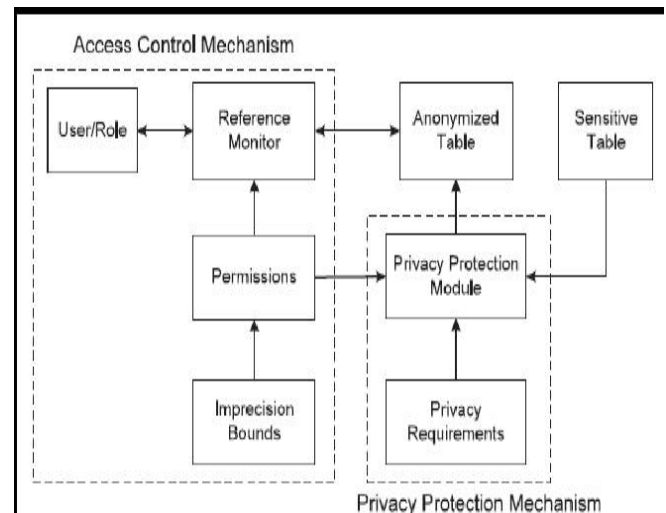 Access Control Mechanism
User/Role
Reference
Monitor
Anonymized
Table
Sensitive
Table
Permissions
Privacy Protection
Module
Imprecision
Bounds
Privacy
Requirements
Privacy Protection Mechanism